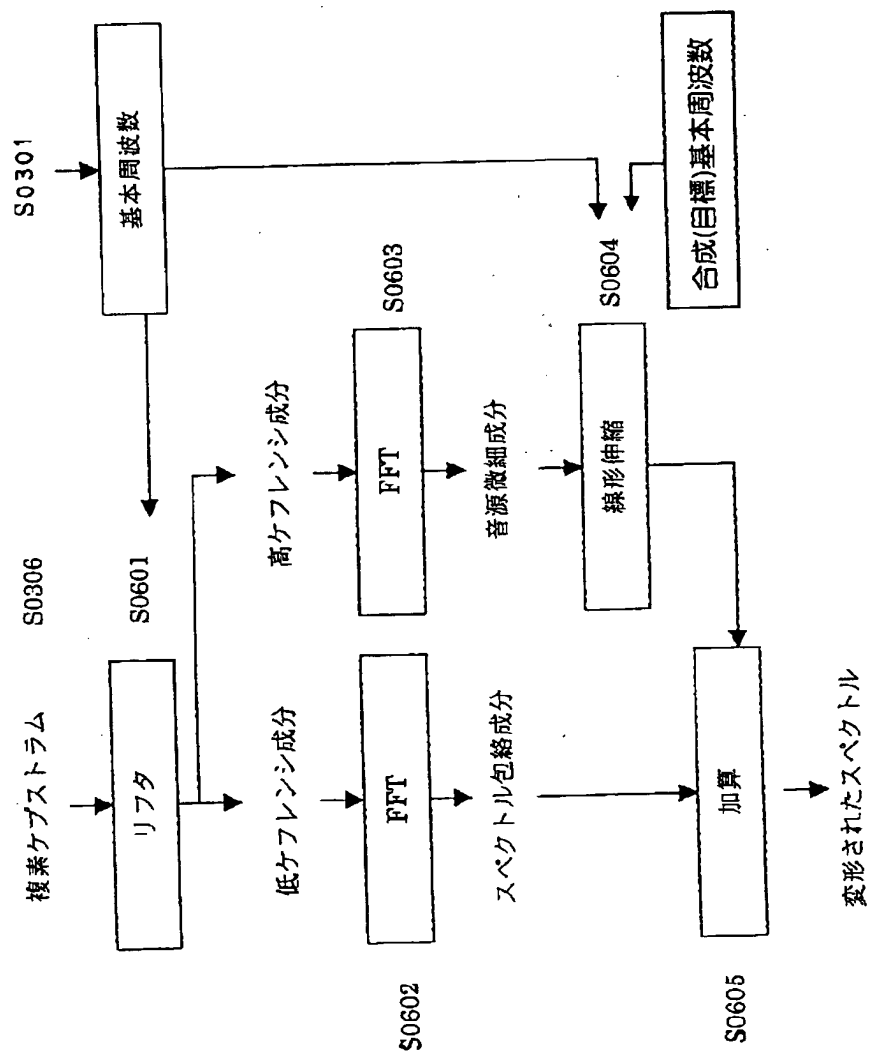 S0301
基本周波数
複素ケプストラム
S0306
リフタ
S0601
低ケフレンシ成分
高ケフレンシ成分
S0602
FFT
FFT
S0603
スペクトル包絡成分
音源微細成分
線形伸縮
S0604
合成(目標)基本周波数
S0605
加算
変形されたスペクトル